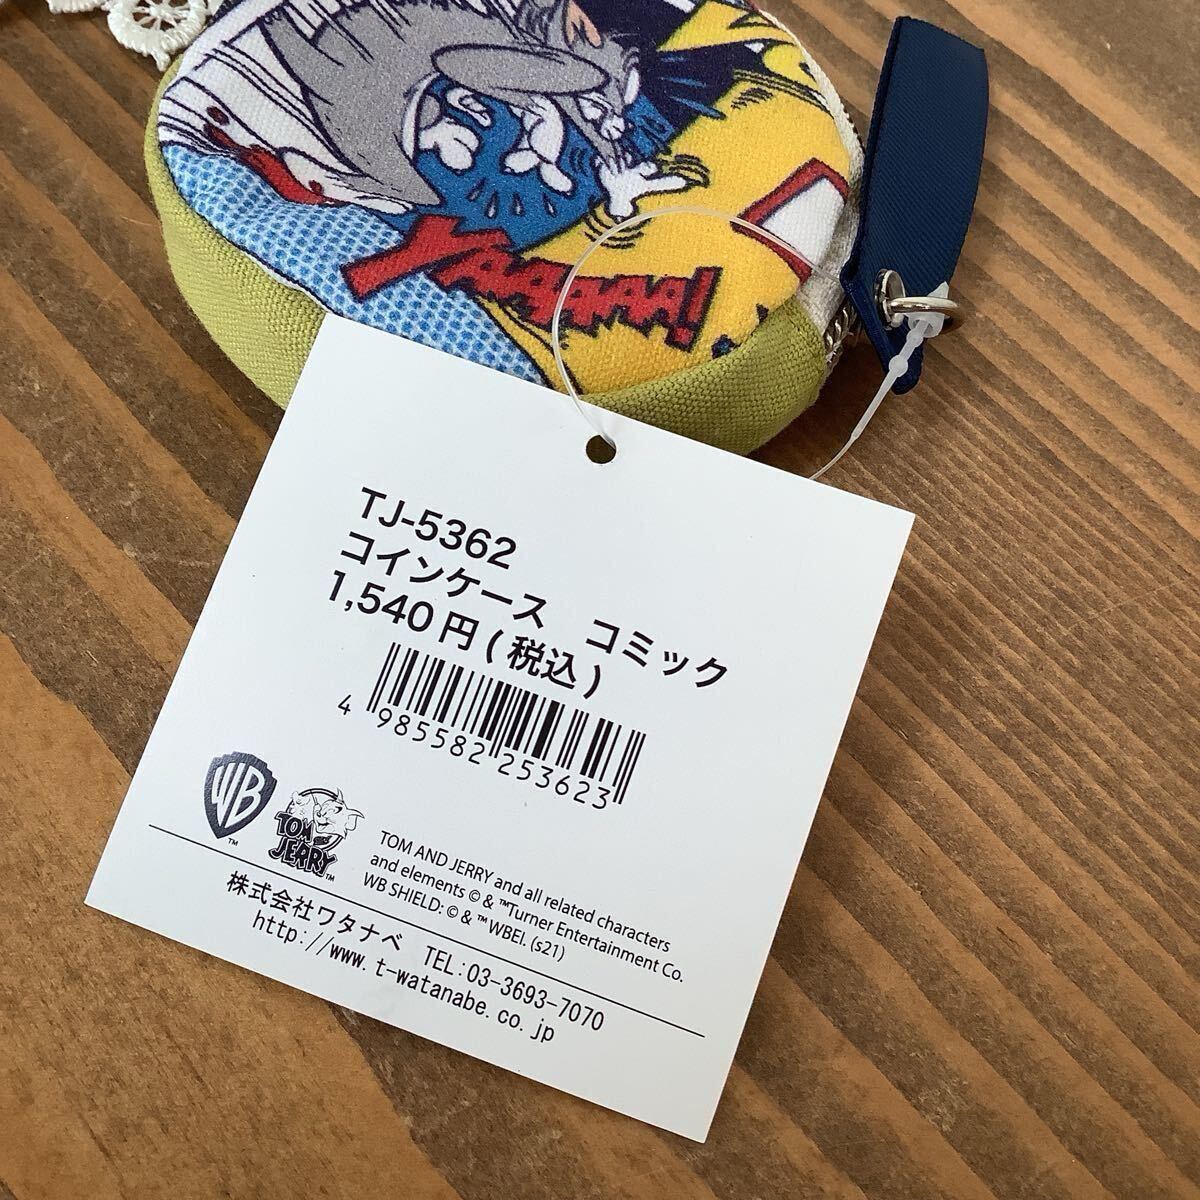 YAAAAAAA!
TJ-5362
コインケース　コミック
1,540円(税込)
4 985582 253623
WB
TM
TOM AND JERRY
TM
TOM AND JERRY and all related characters
and elements © & ™Turner Entertainment Co.
WB SHIELD: © & ™ WBEI. (s21)
株式会社ワタナベ TEL:03-3693-7070
http://www.t-watanabe.co.jp